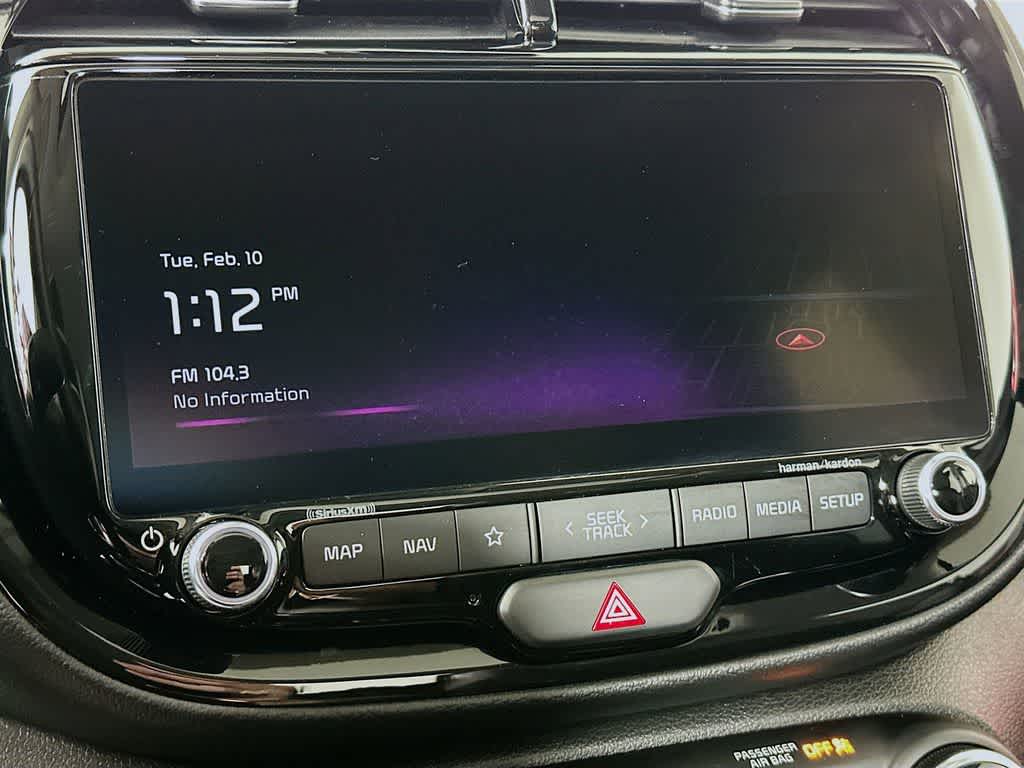 Tue, Feb. 10
1:12 PM
FM 104.3
No Information
harman/kardon
((SiriusXM))
MAP
NAV
SEEK
TRACK
RADIO
MEDIA
SETUP
PASSENGER
AIR BAG
OFF